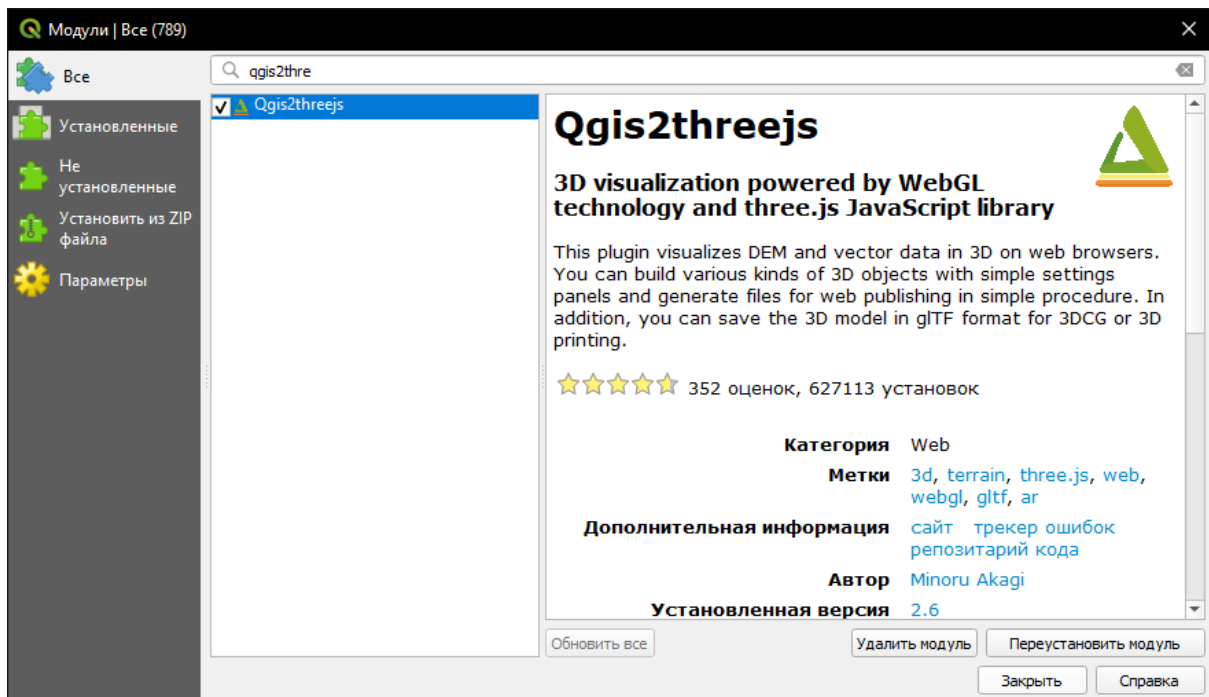 Модули | Все (789)
Все
Установленные
Не
установленные
Установить из ZIP
файла
Параметры
qgis2thre
Qgis2threejs
Qgis2threejs
3D visualization powered by WebGL
technology and three.js JavaScript library
This plugin visualizes DEM and vector data in 3D on web browsers.
You can build various kinds of 3D objects with simple settings
panels and generate files for web publishing in simple procedure. In
addition, you can save the 3D model in glTF format for 3DCG or 3D
printing.
352 оценок, 627113 установок
Категория Web
Метки 3d, terrain, three.js, web,
webgl, gltf, ar
Дополнительная информация сайт трекер ошибок
репозитарий кода
Автор Minoru Akagi
Установленная версия 2.6
Обновить все Удалить модуль Переустановить модуль
Закрыть Справка